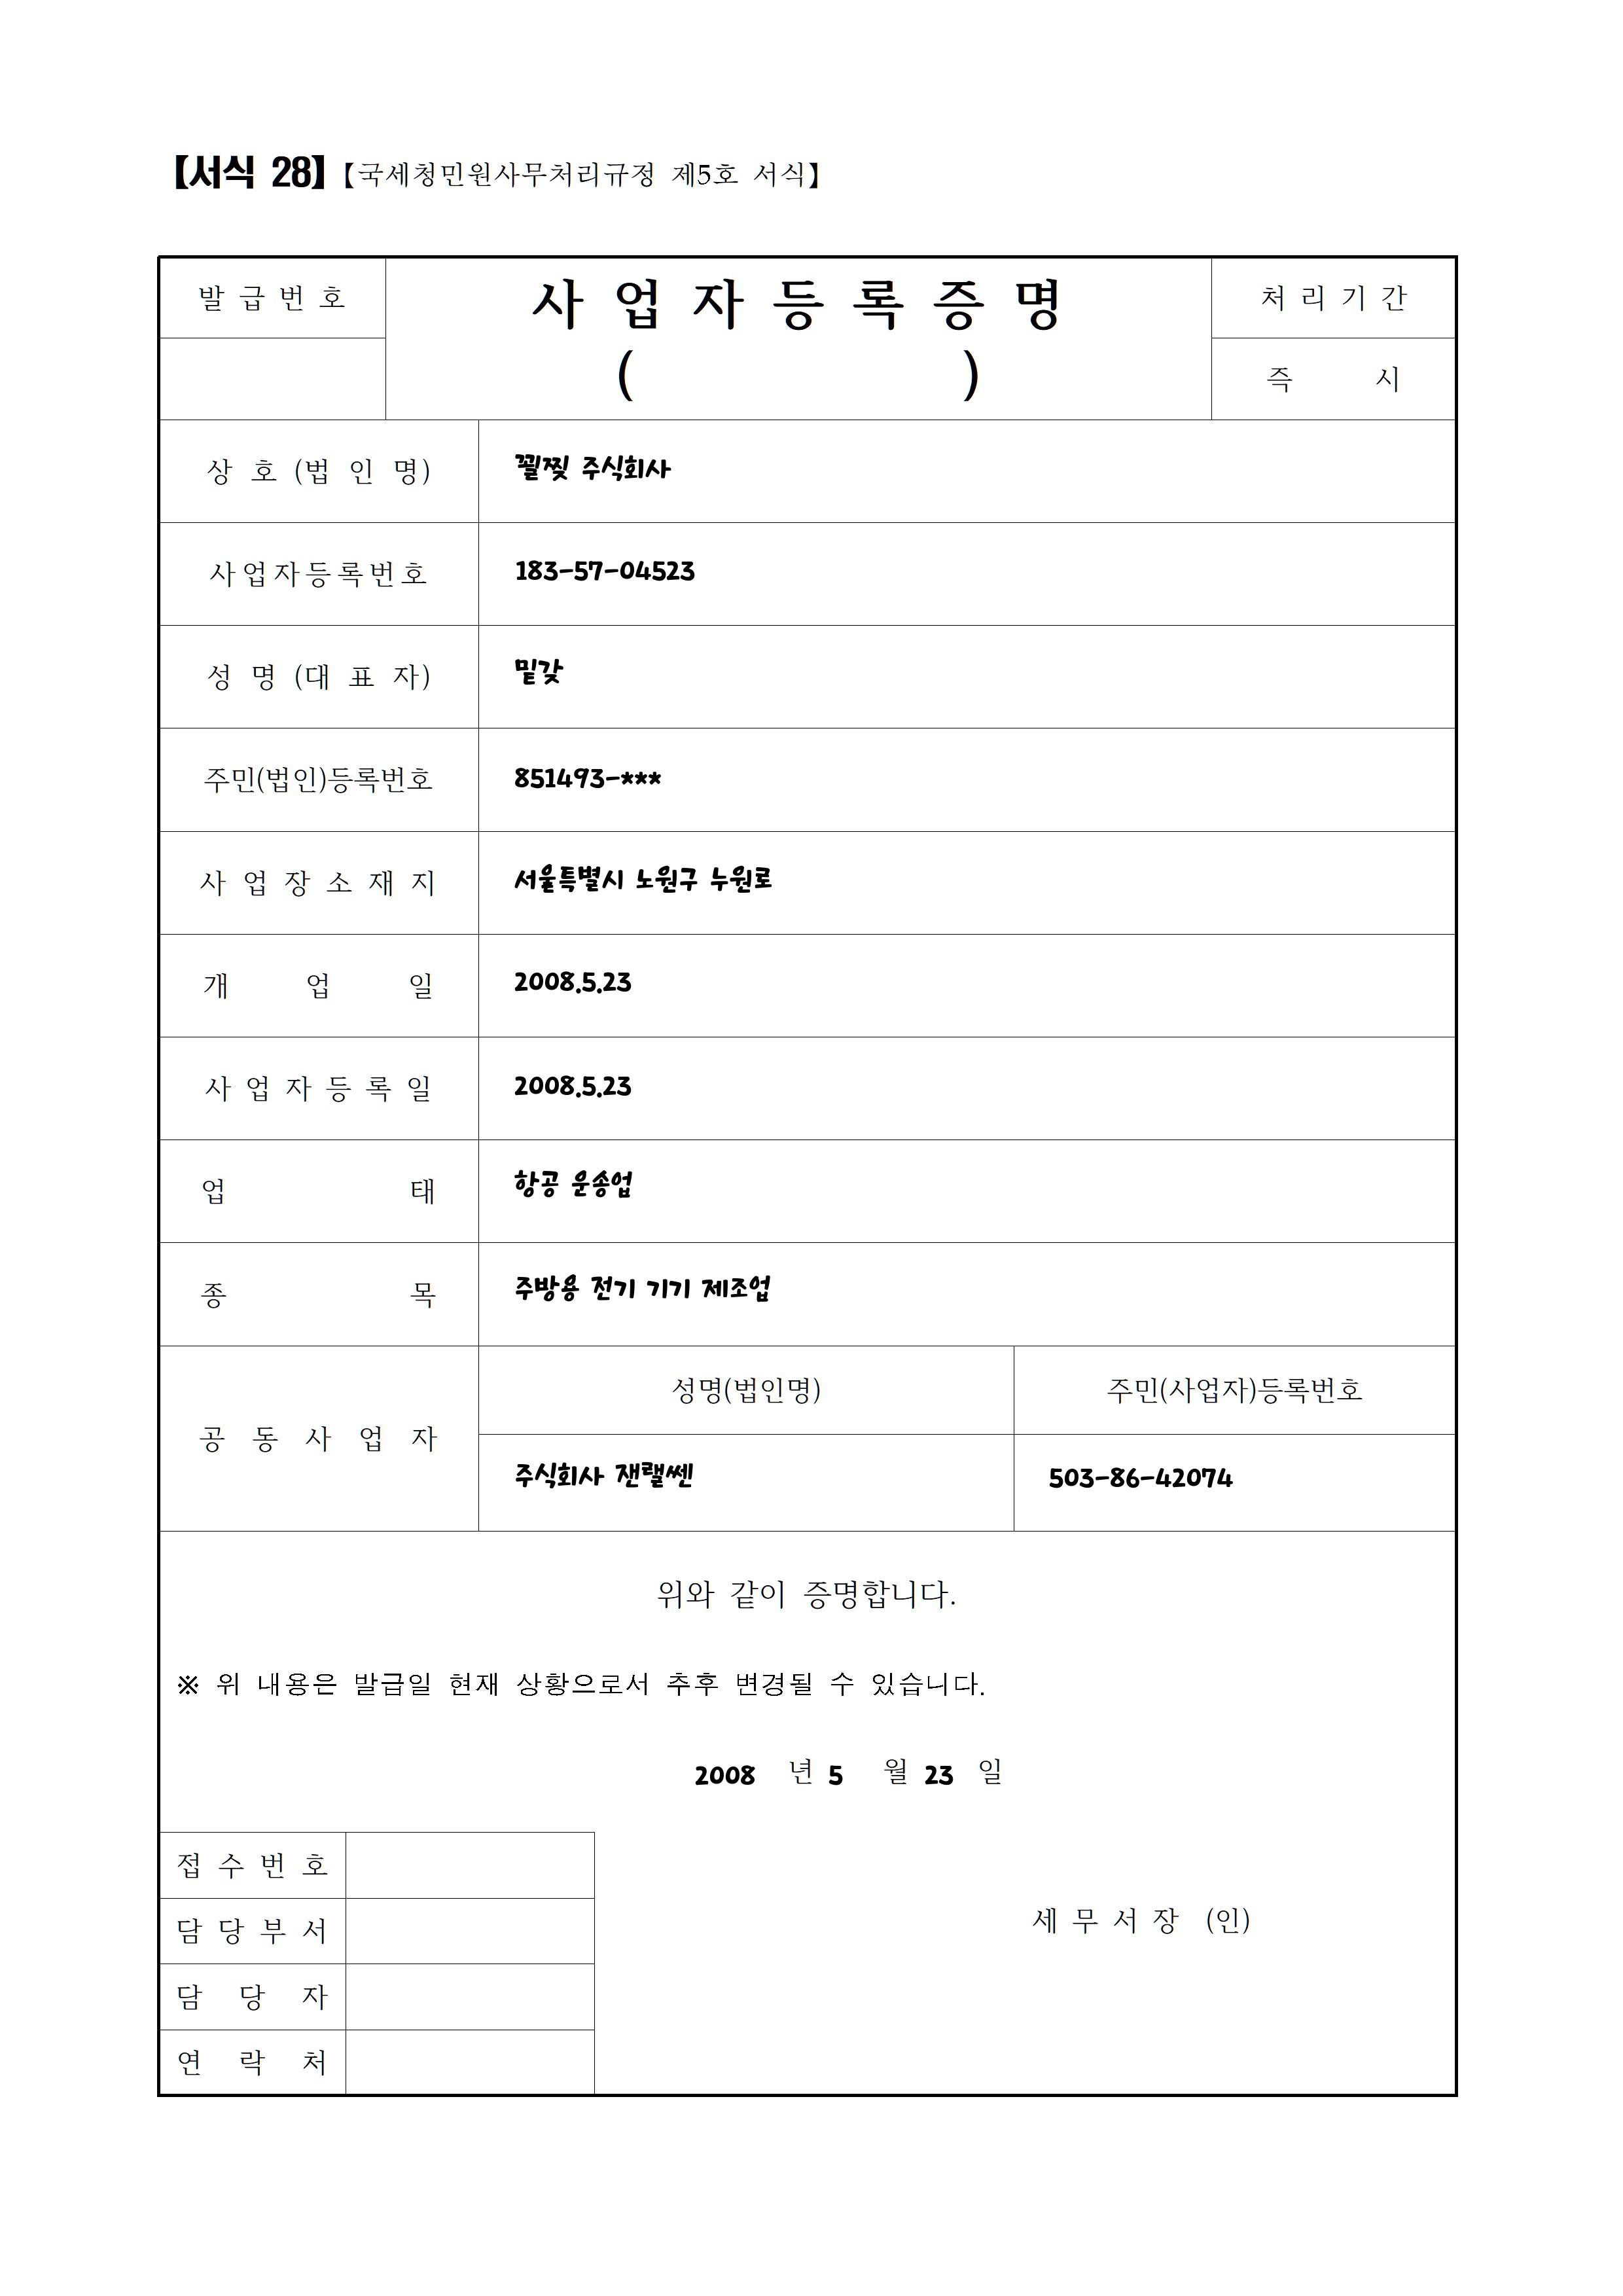 【서식 28】【국세청민원사무처리규정 제5호 서식】
발 급 번 호
사 업 자 등 록 증 명
( )
처 리 기 간
즉 시
상 호 (법 인 명) 꾈찢 주식회사
사업자등록번호 183-57-04523
성 명 (대 표 자) 밑갖
주민(법인)등록번호 851493-***
사 업 장 소 재 지 서울특별시 노원구 누원로
개 업 일 2008.5.23
사 업 자 등 록 일 2008.5.23
업 태 항공 운송업
종 목 주방용 전기 기기 제조업
공 동 사 업 자
성명(법인명) 주민(사업자)등록번호
주식회사 잰랠쎈 503-86-42074
위와 같이 증명합니다.
※ 위 내용은 발급일 현재 상황으로서 추후 변경될 수 있습니다.
2008 년 5 월 23 일
접 수 번 호
담 당 부 서
세 무 서 장 (인)
담 당 자
연 락 처